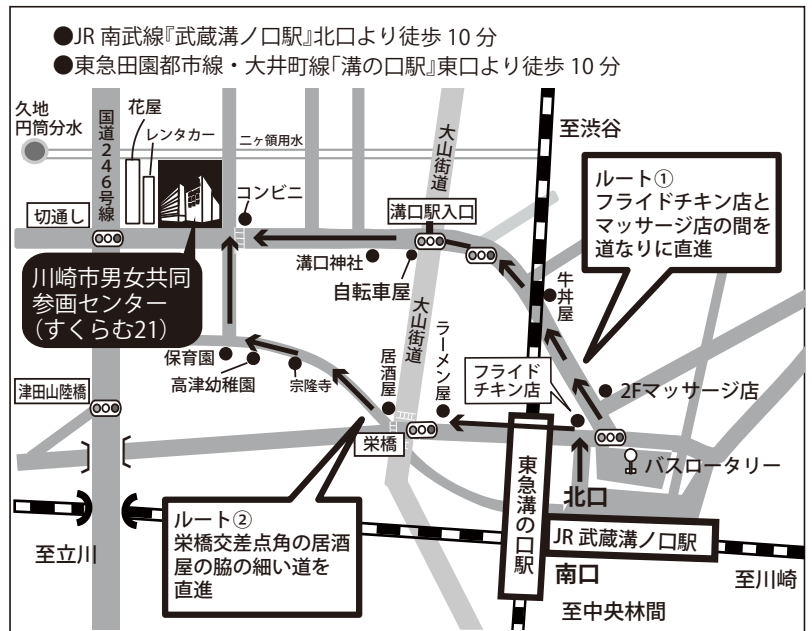 ●JR 南武線『武蔵溝ノ口駅』北口より徒歩 10 分
●東急田園都市線・大井町線「溝の口駅』東口より徒歩 10 分
久地
円筒分水
国道246号線
花屋
レンタカー
二ヶ領用水
大山街道
至渋谷
コンビニ
切通し
溝口駅入口
ルート①
フライドチキン店と
マッサージ店の間を
道なりに直進
川崎市男女共同
参画センター
(すくらむ21)
溝口神社
自転車屋
牛丼屋
大山街道
保育園
高津幼稚園
宗隆寺
居酒屋
ラーメン屋
フライド
チキン店
2Fマッサージ店
津田山陸橋
栄橋
バスロータリー
北口
東急溝の口駅
JR 武蔵溝ノ口駅
南口
ルート②
栄橋交差点角の居酒
屋の脇の細い道を
直進
至立川
至川崎
至中央林間